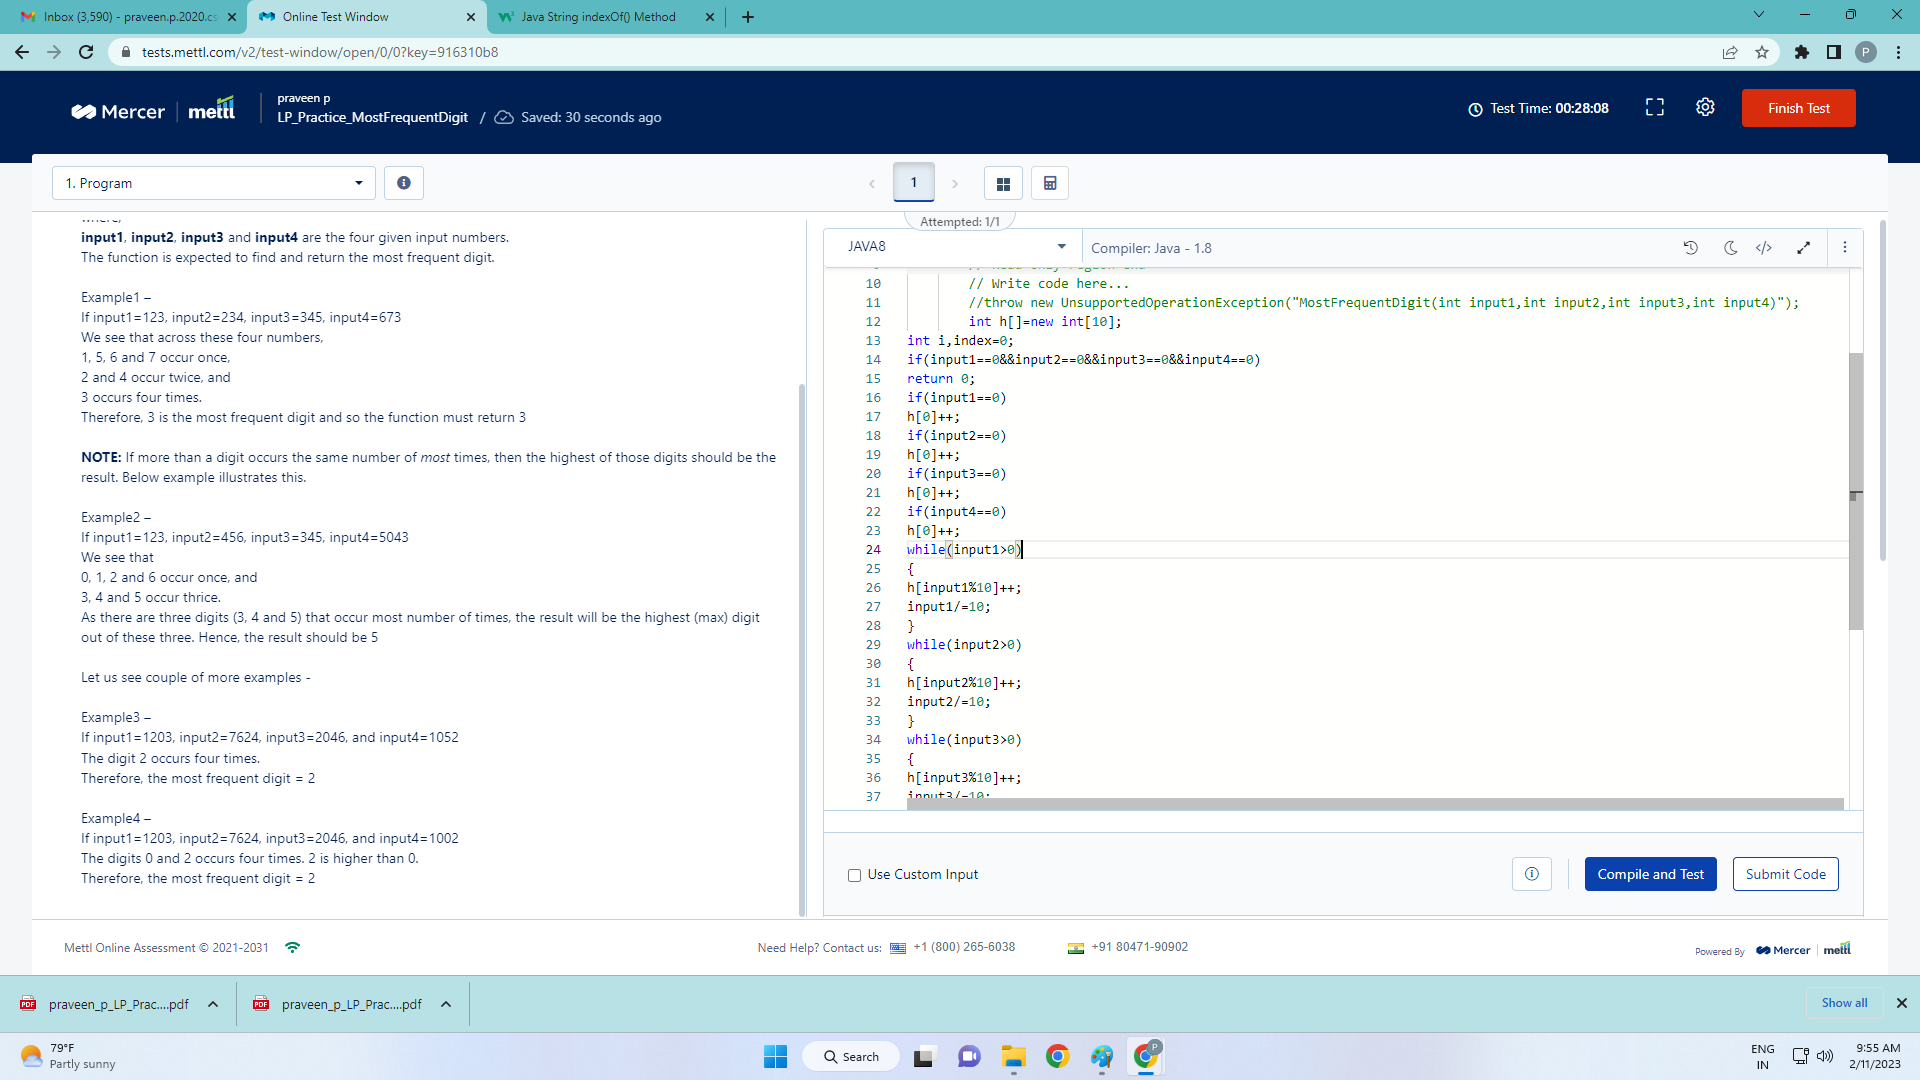 Inbox (3,590) - praveen.p.2020.cs
Online Test Window
Java String indexOf() Method
tests.mettl.com/v2/test-window/open/0/0?key=916310b8
P
Mercer
mettl
praveen p
LP_Practice_MostFrequentDigit / Saved: 30 seconds ago
Test Time: 00:28:08
Finish Test
1. Program
1
Attempted: 1/1
where,
input1, input2, input3 and input4 are the four given input numbers.
The function is expected to find and return the most frequent digit.
Example1 –
If input1=123, input2=234, input3=345, input4=673
We see that across these four numbers,
1, 5, 6 and 7 occur once,
2 and 4 occur twice, and
3 occurs four times.
Therefore, 3 is the most frequent digit and so the function must return 3
NOTE: If more than a digit occurs the same number of most times, then the highest of those digits should be the
result. Below example illustrates this.
Example2 –
If input1=123, input2=456, input3=345, input4=5043
We see that
0, 1, 2 and 6 occur once, and
3, 4 and 5 occur thrice.
As there are three digits (3, 4 and 5) that occur most number of times, the result will be the highest (max) digit
out of these three. Hence, the result should be 5
Let us see couple of more examples -
Example3 –
If input1=1203, input2=7624, input3=2046, and input4=1052
The digit 2 occurs four times.
Therefore, the most frequent digit = 2
Example4 –
If input1=1203, input2=7624, input3=2046, and input4=1002
The digits 0 and 2 occurs four times. 2 is higher than 0.
Therefore, the most frequent digit = 2
JAVA8
Compiler: Java - 1.8
10 // Write code here...
11 //throw new UnsupportedOperationException("MostFrequentDigit(int input1,int input2,int input3,int input4)");
12 int h[]=new int[10];
13 int i,index=0;
14 if(input1==0&&input2==0&&input3==0&&input4==0)
15 return 0;
16 if(input1==0)
17 h[0]++;
18 if(input2==0)
19 h[0]++;
20 if(input3==0)
21 h[0]++;
22 if(input4==0)
23 h[0]++;
24 while(input1>0)
25 {
26 h[input1%10]++;
27 input1/=10;
28 }
29 while(input2>0)
30 {
31 h[input2%10]++;
32 input2/=10;
33 }
34 while(input3>0)
35 {
36 h[input3%10]++;
37 input3/=10;
Use Custom Input
Compile and Test
Submit Code
Mettl Online Assessment © 2021-2031
Need Help? Contact us: +1 (800) 265-6038
+91 80471-90902
Powered By Mercer mettl
praveen_p_LP_Prac....pdf
praveen_p_LP_Prac....pdf
Show all
79°F
Partly sunny
Search
P
ENG
IN
9:55 AM
2/11/2023